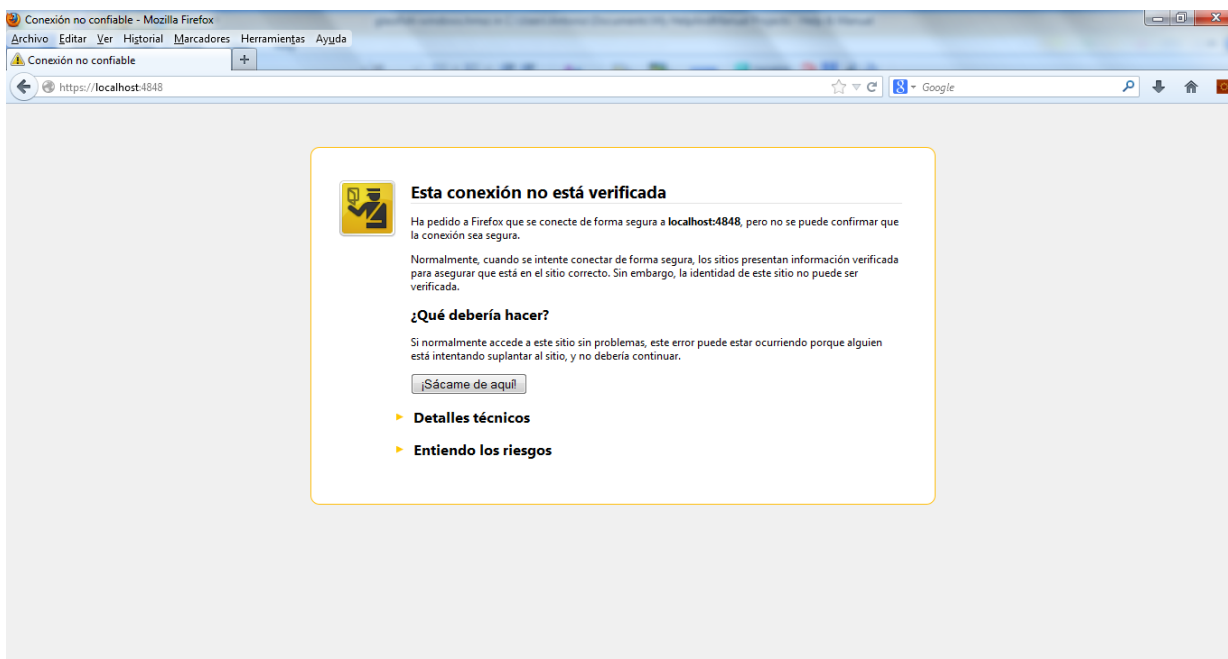 Conexión no confiable - Mozilla Firefox
Archivo Editar Ver Historial Marcadores Herramientas Ayuda
Conexión no confiable +
https://localhost:4848
8 Google
Esta conexión no está verificada
Ha pedido a Firefox que se conecte de forma segura a localhost:4848, pero no se puede confirmar que
la conexión sea segura.
Normalmente, cuando se intente conectar de forma segura, los sitios presentan información verificada
para asegurar que está en el sitio correcto. Sin embargo, la identidad de este sitio no puede ser
verificada.
¿Qué debería hacer?
Si normalmente accede a este sitio sin problemas, este error puede estar ocurriendo porque alguien
está intentando suplantar al sitio, y no debería continuar.
¡Sácame de aquí!
Detalles técnicos
Entiendo los riesgos